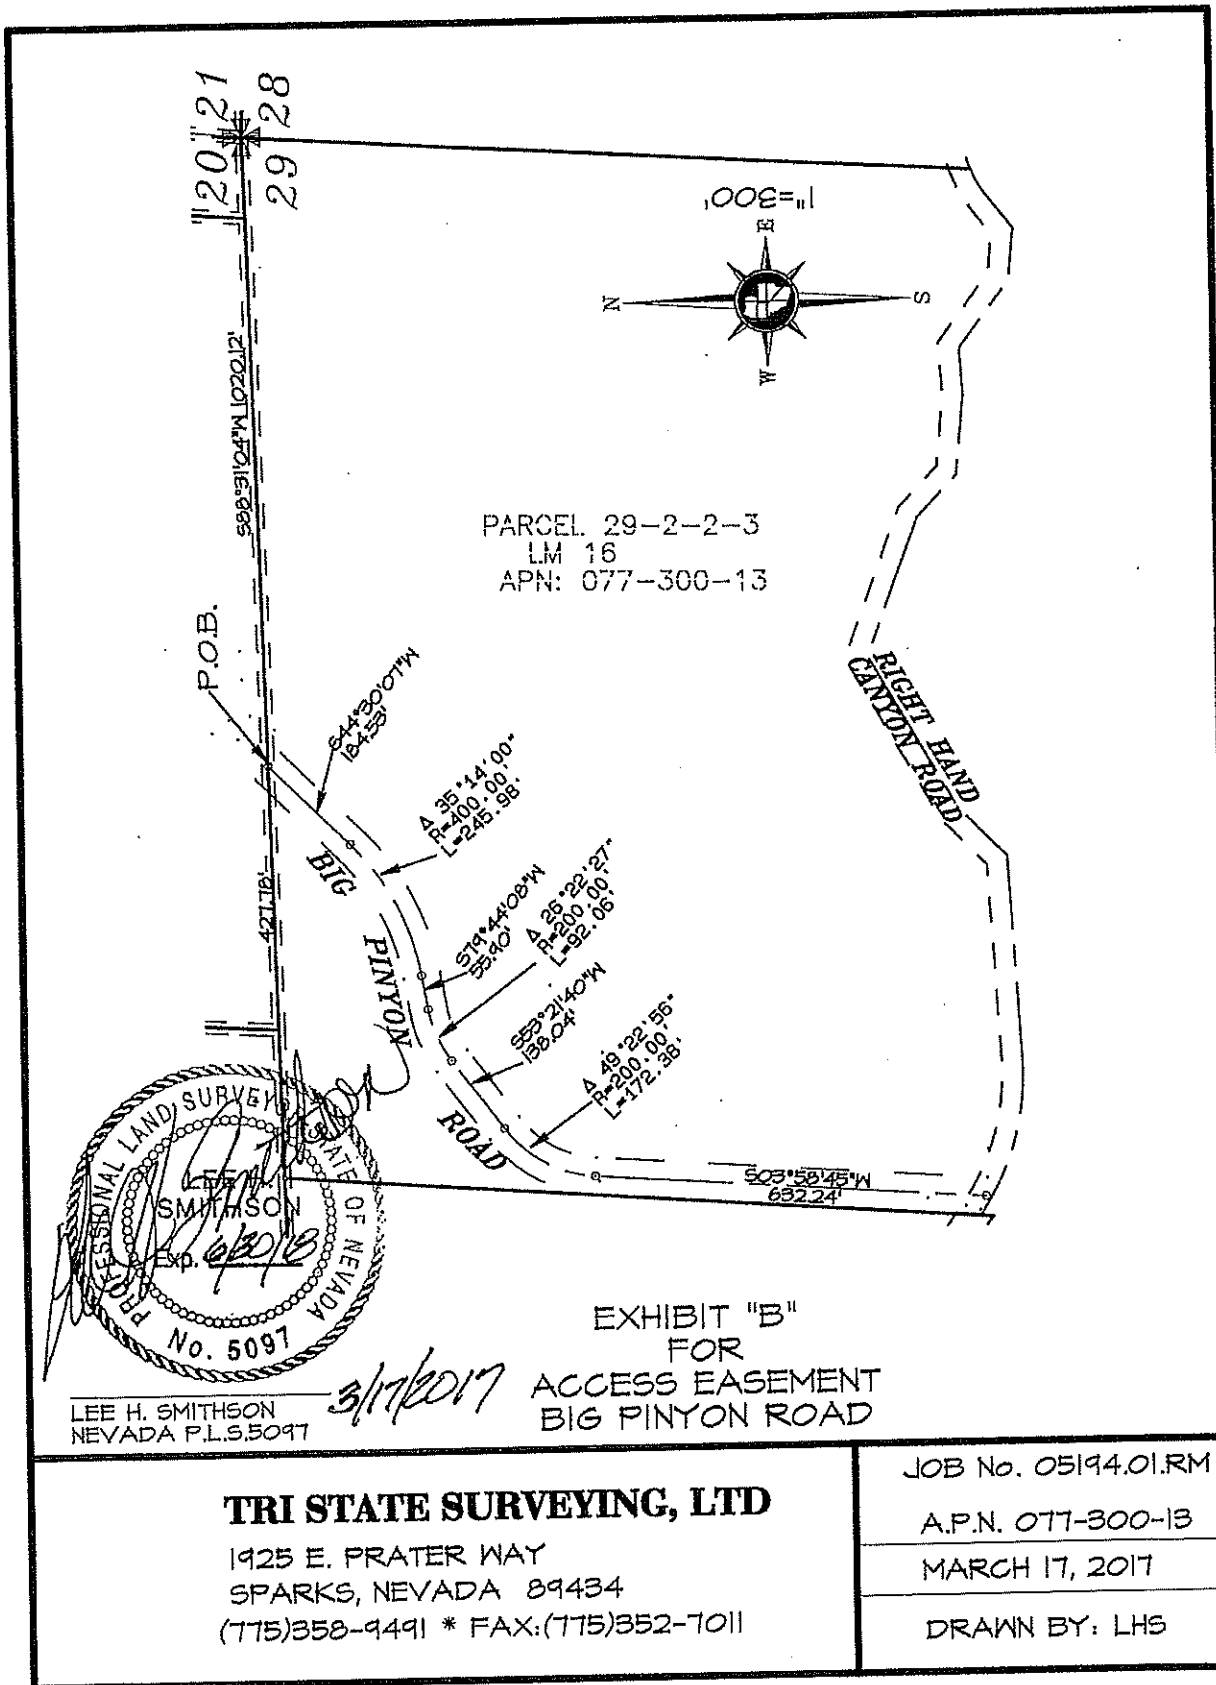 20 21
29 28
1"=300'
N
E
S
W
S88°31'04"W 1020.12'
PARCEL 29-2-2-3
LM 16
APN: 077-300-13
P.O.B.
S44°30'07"W
184.53'
Δ 35°14'00"
R=400.00'
L=245.98'
RIGHT HAND
CANYON ROAD
BIG
PINYON
ROAD
427.78'
S79°44'08"W
55.90'
Δ 26°22'27"
R=200.00'
L=92.06'
S53°21'40"W
138.04'
Δ 49°22'56"
R=200.00'
L=172.38'
S03°58'45"W
632.24'
PROFESSIONAL LAND SURVEYOR
STATE OF NEVADA
LEE H.
SMITHSON
Exp. 6/30/18
No. 5097
3/17/2017
LEE H. SMITHSON
NEVADA P.L.S.5097
EXHIBIT "B"
FOR
ACCESS EASEMENT
BIG PINYON ROAD
TRI STATE SURVEYING, LTD
1925 E. PRATER WAY
SPARKS, NEVADA 89434
(775)358-9491 * FAX:(775)352-7011
JOB No. 05194.01.RM
A.P.N. 077-300-13
MARCH 17, 2017
DRAWN BY: LHS